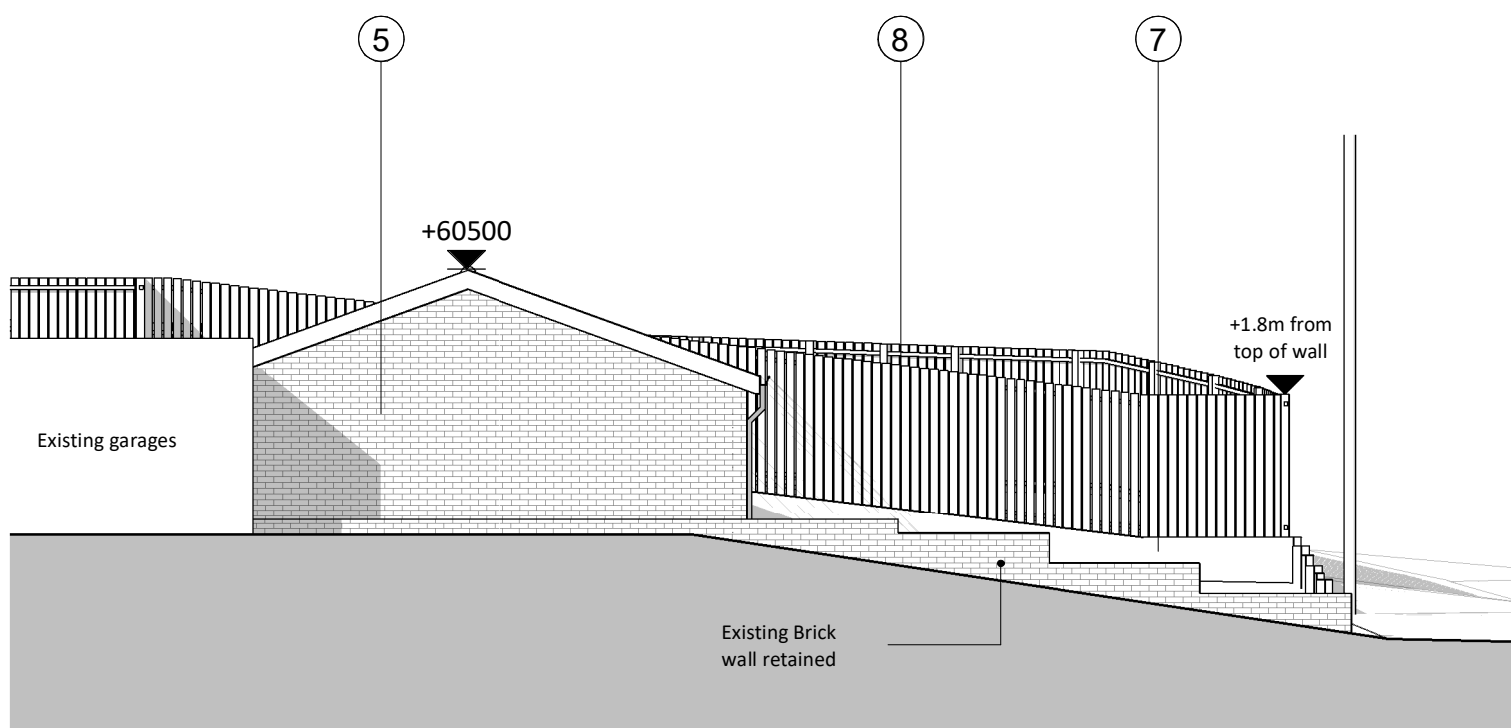 5
8
7
+60500
+1.8m from
top of wall
Existing garages
Existing Brick
wall retained